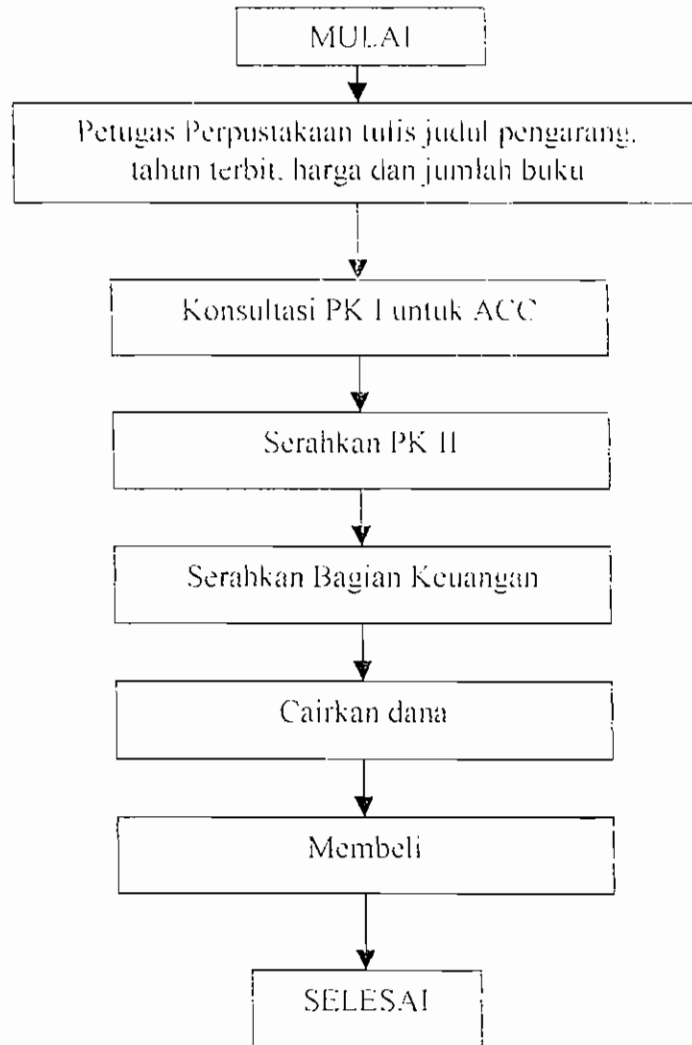 MULAI
Petugas Perpustakaan tulis judul pengarang,
tahun terbit, harga dan jumlah buku
Konsultasi PK I untuk ACC
Serahkan PK II
Serahkan Bagian Keuangan
Cairkan dana
Membeli
SELESAI